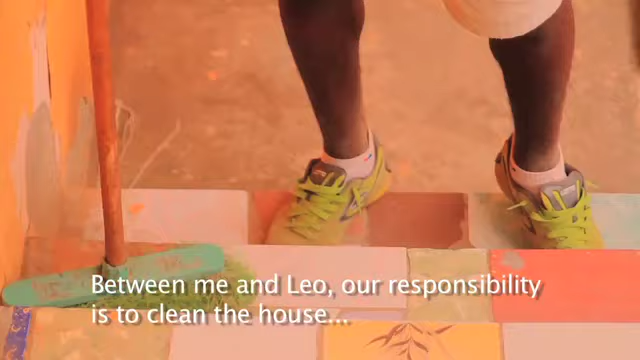 Between me and Leo, our responsibility
is to clean the house...